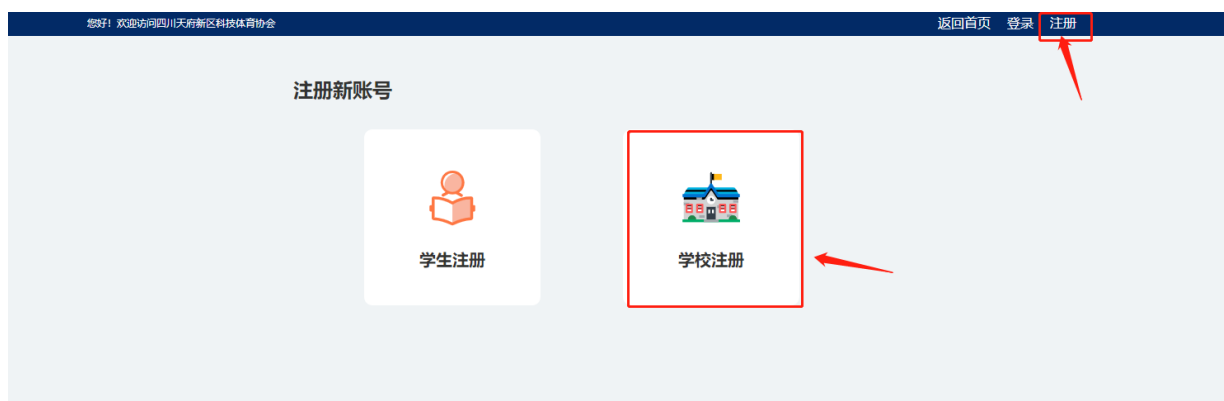 您好！欢迎访问四川天府新区科技体育协会
返回首页 登录 注册
注册新账号
学生注册
学校注册